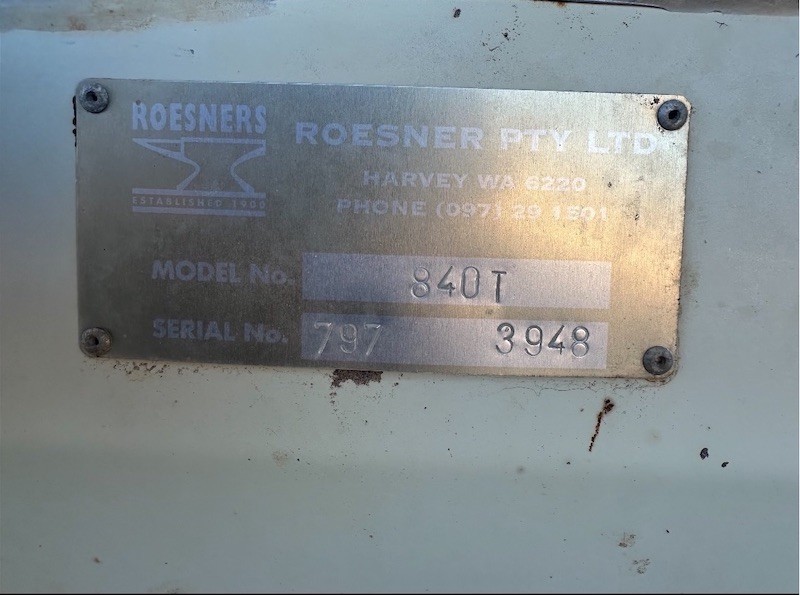 ROESNERS
ESTABLISHED 1900
ROESNER PTY LTD
HARVEY WA 6220
PHONE (097) 29 1501
MODEL No. 840T
SERIAL No. 797 3948